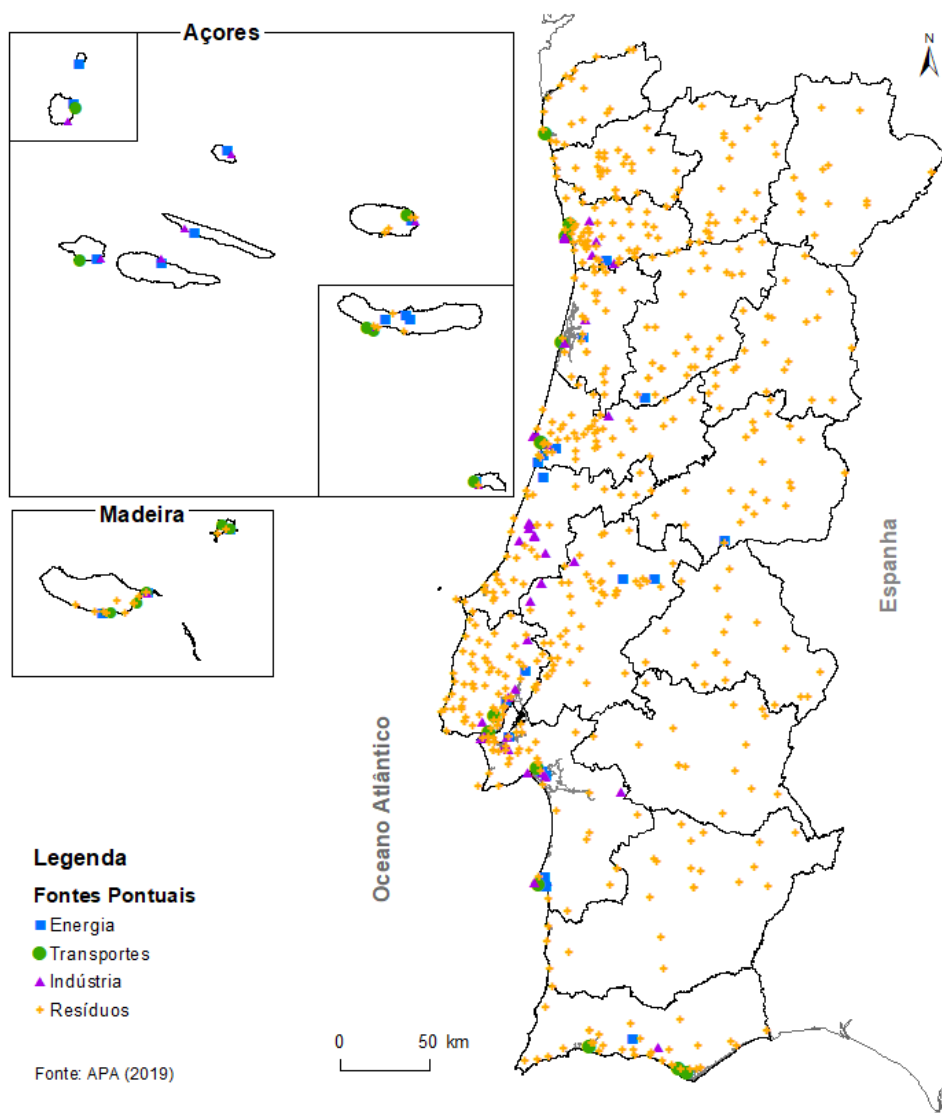 Açores
N
Madeira
Espanha
Oceano Atlântico
Legenda
Fontes Pontuais
Energia
Transportes
Indústria
Resíduos
0 50 km
Fonte: APA (2019)